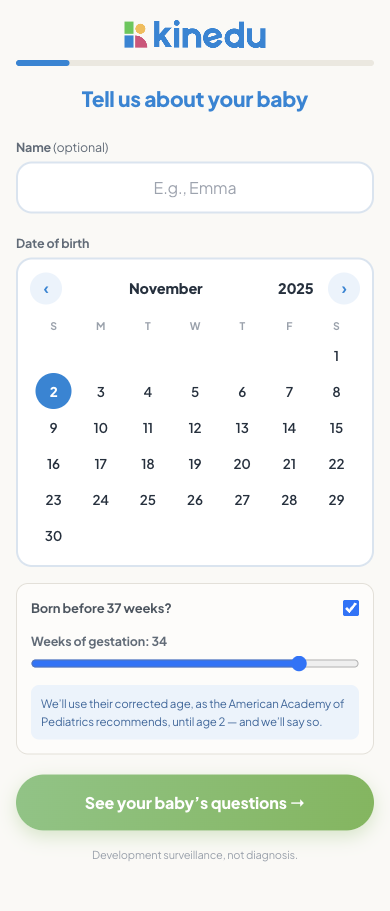 kinedu
Tell us about your baby
Name (optional)
E.g., Emma
Date of birth
‹ November 2025 ›
S M T W T F S
1
2 3 4 5 6 7 8
9 10 11 12 13 14 15
16 17 18 19 20 21 22
23 24 25 26 27 28 29
30
Born before 37 weeks?
Weeks of gestation: 34
We'll use their corrected age, as the American Academy of
Pediatrics recommends, until age 2 — and we'll say so.
See your baby’s questions →
Development surveillance, not diagnosis.